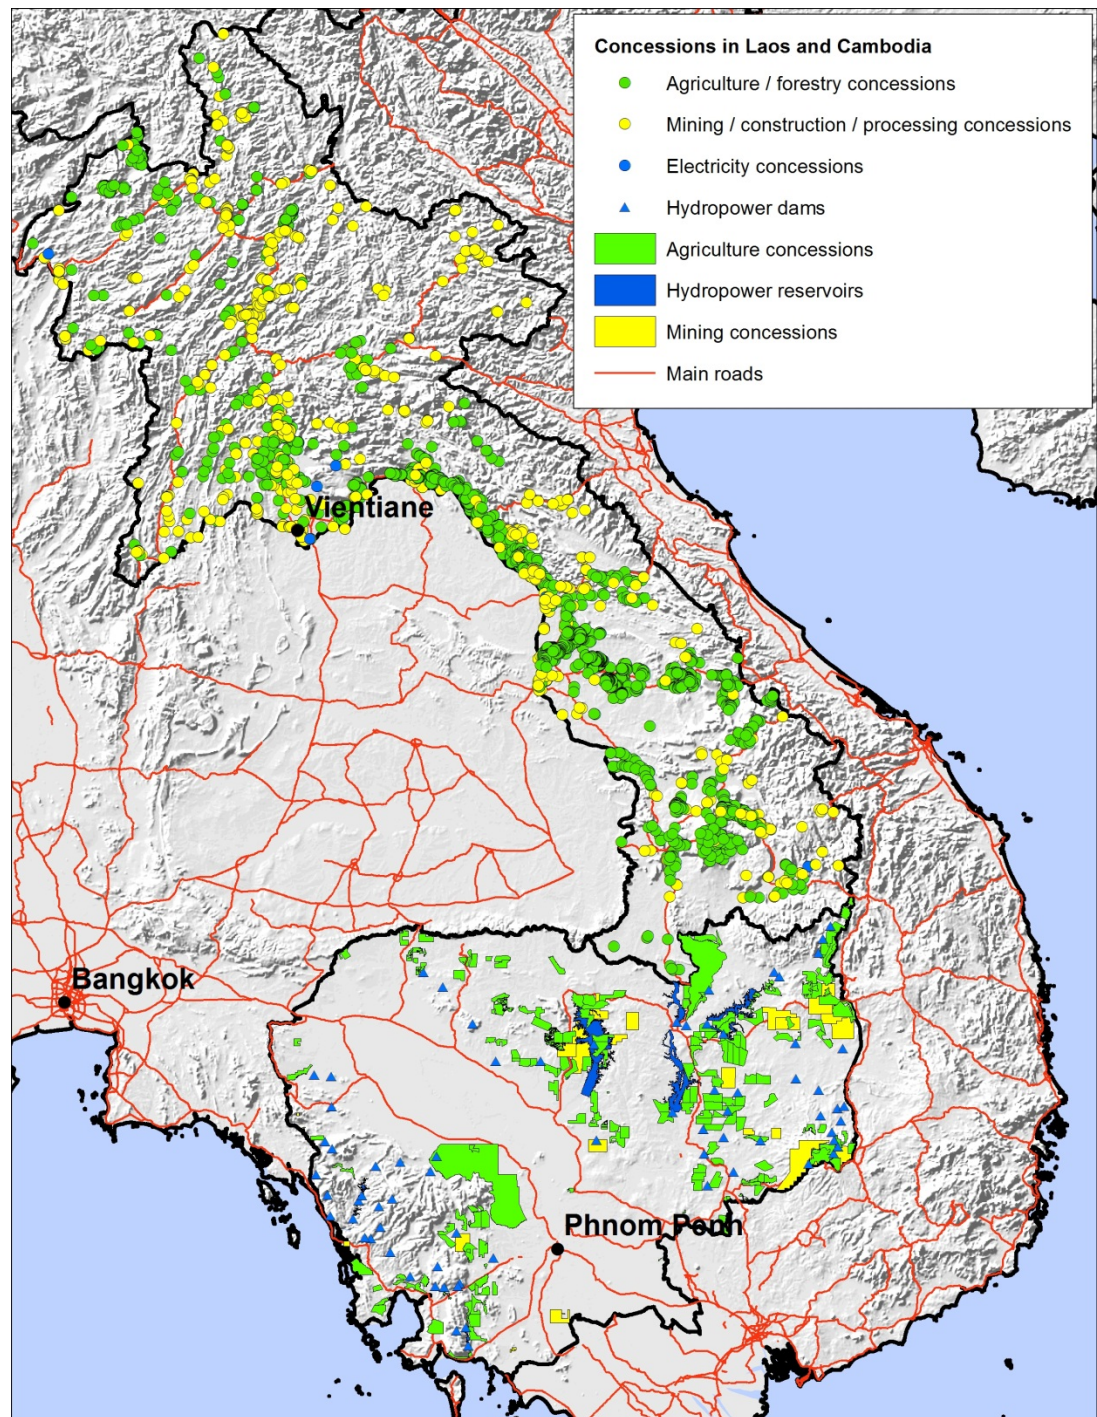 Concessions in Laos and Cambodia
Agriculture / forestry concessions
Mining / construction / processing concessions
Electricity concessions
Hydropower dams
Agriculture concessions
Hydropower reservoirs
Mining concessions
Main roads
Vientiane
Bangkok
Phnom Penh